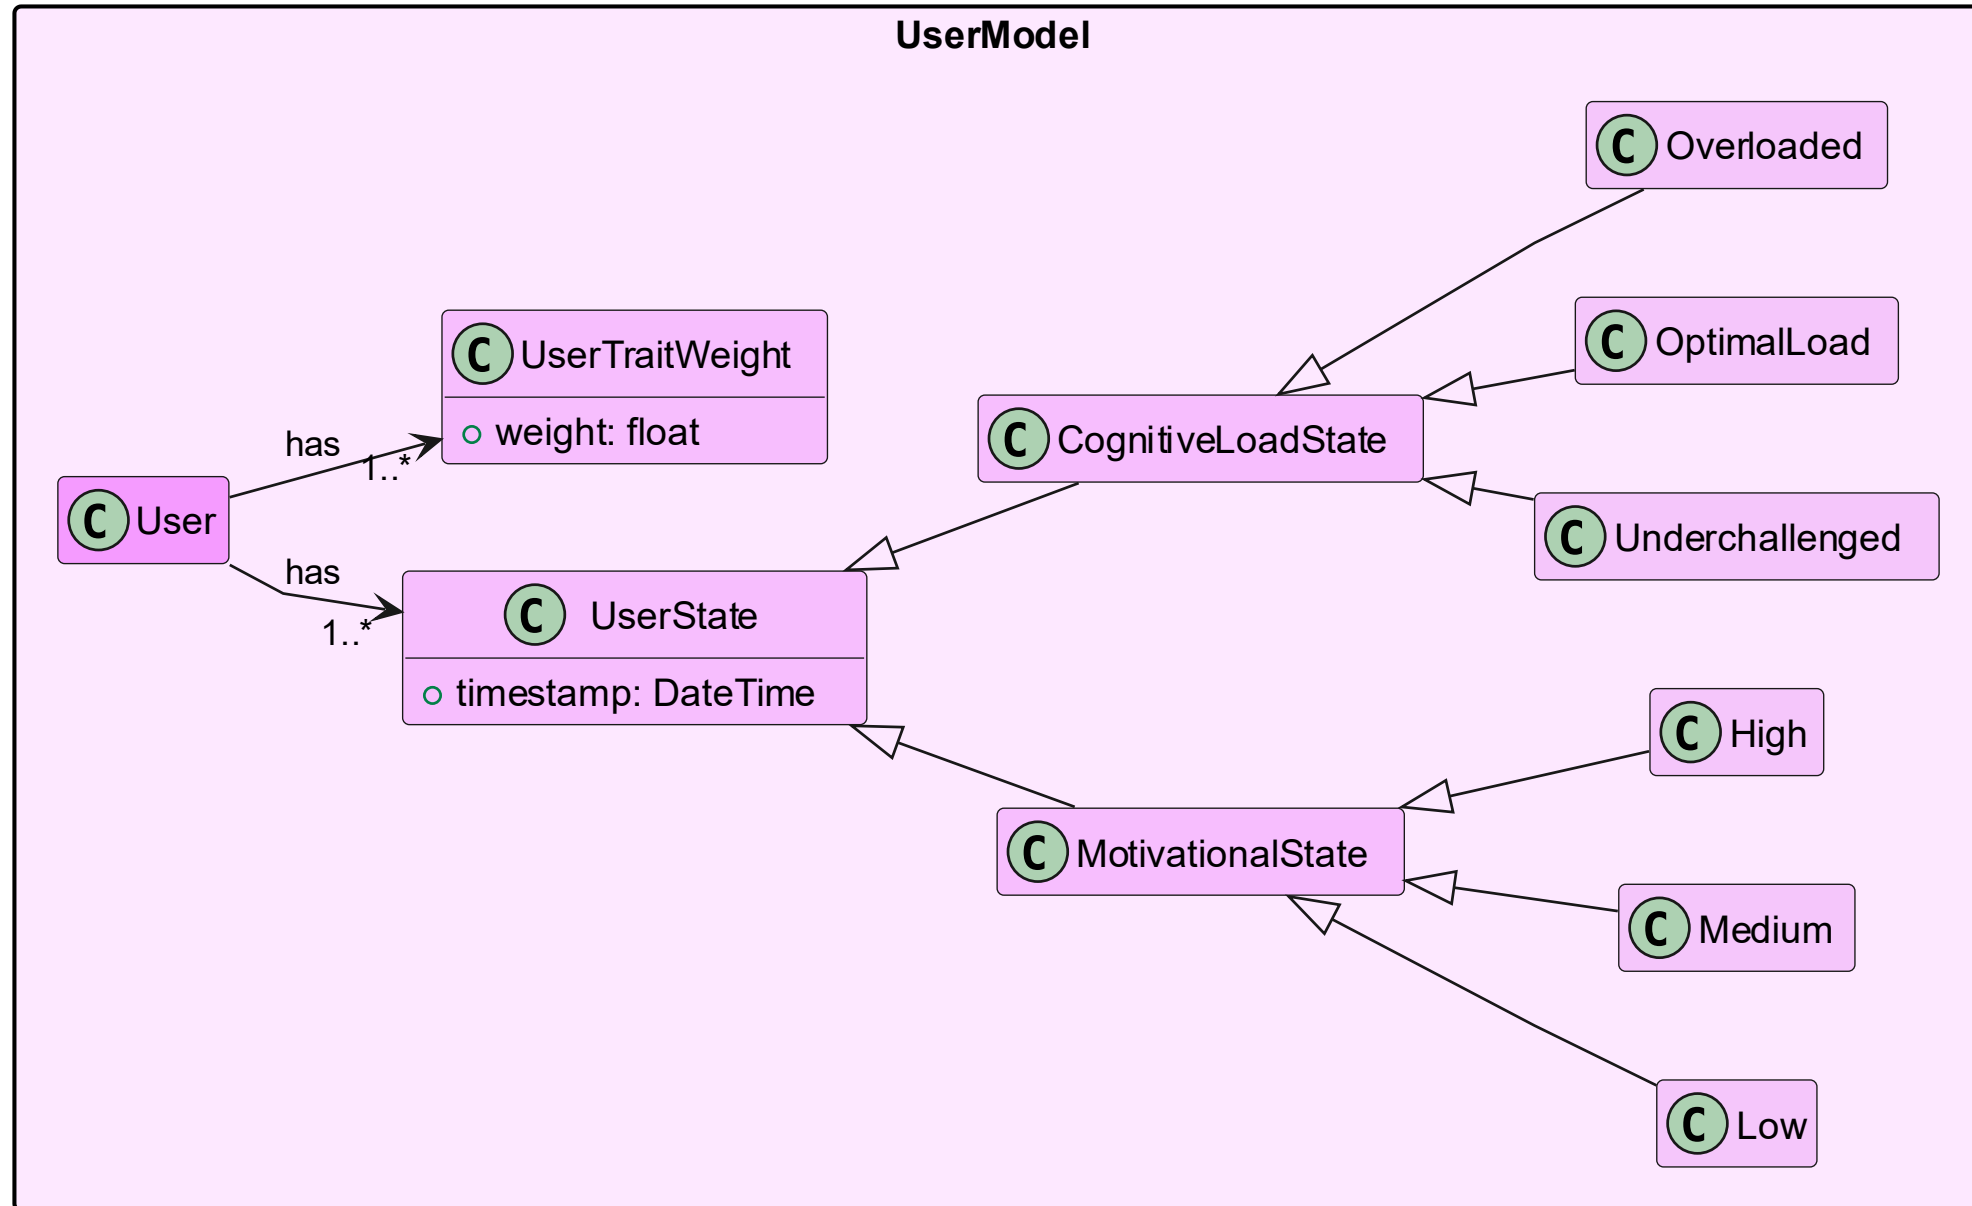 UserModel
C Overloaded
C OptimalLoad
C UserTraitWeight
+ weight: float
has
1..*
C CognitiveLoadState
C User
C Underchallenged
has
1..*
C UserState
timestamp: DateTime
C High
C MotivationalState
C Medium
C Low